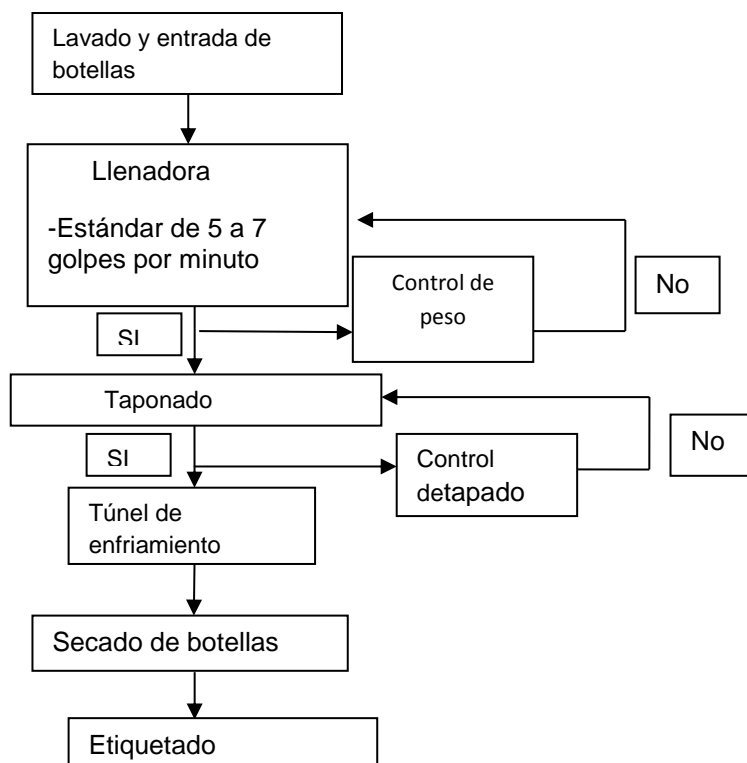 Lavado y entrada de
botellas
Llenadora
-Estándar de 5 a 7
golpes por minuto
Control de
peso
No
SI
Taponado
SI
Control
detapado
No
Túnel de
enfriamiento
Secado de botellas
Etiquetado